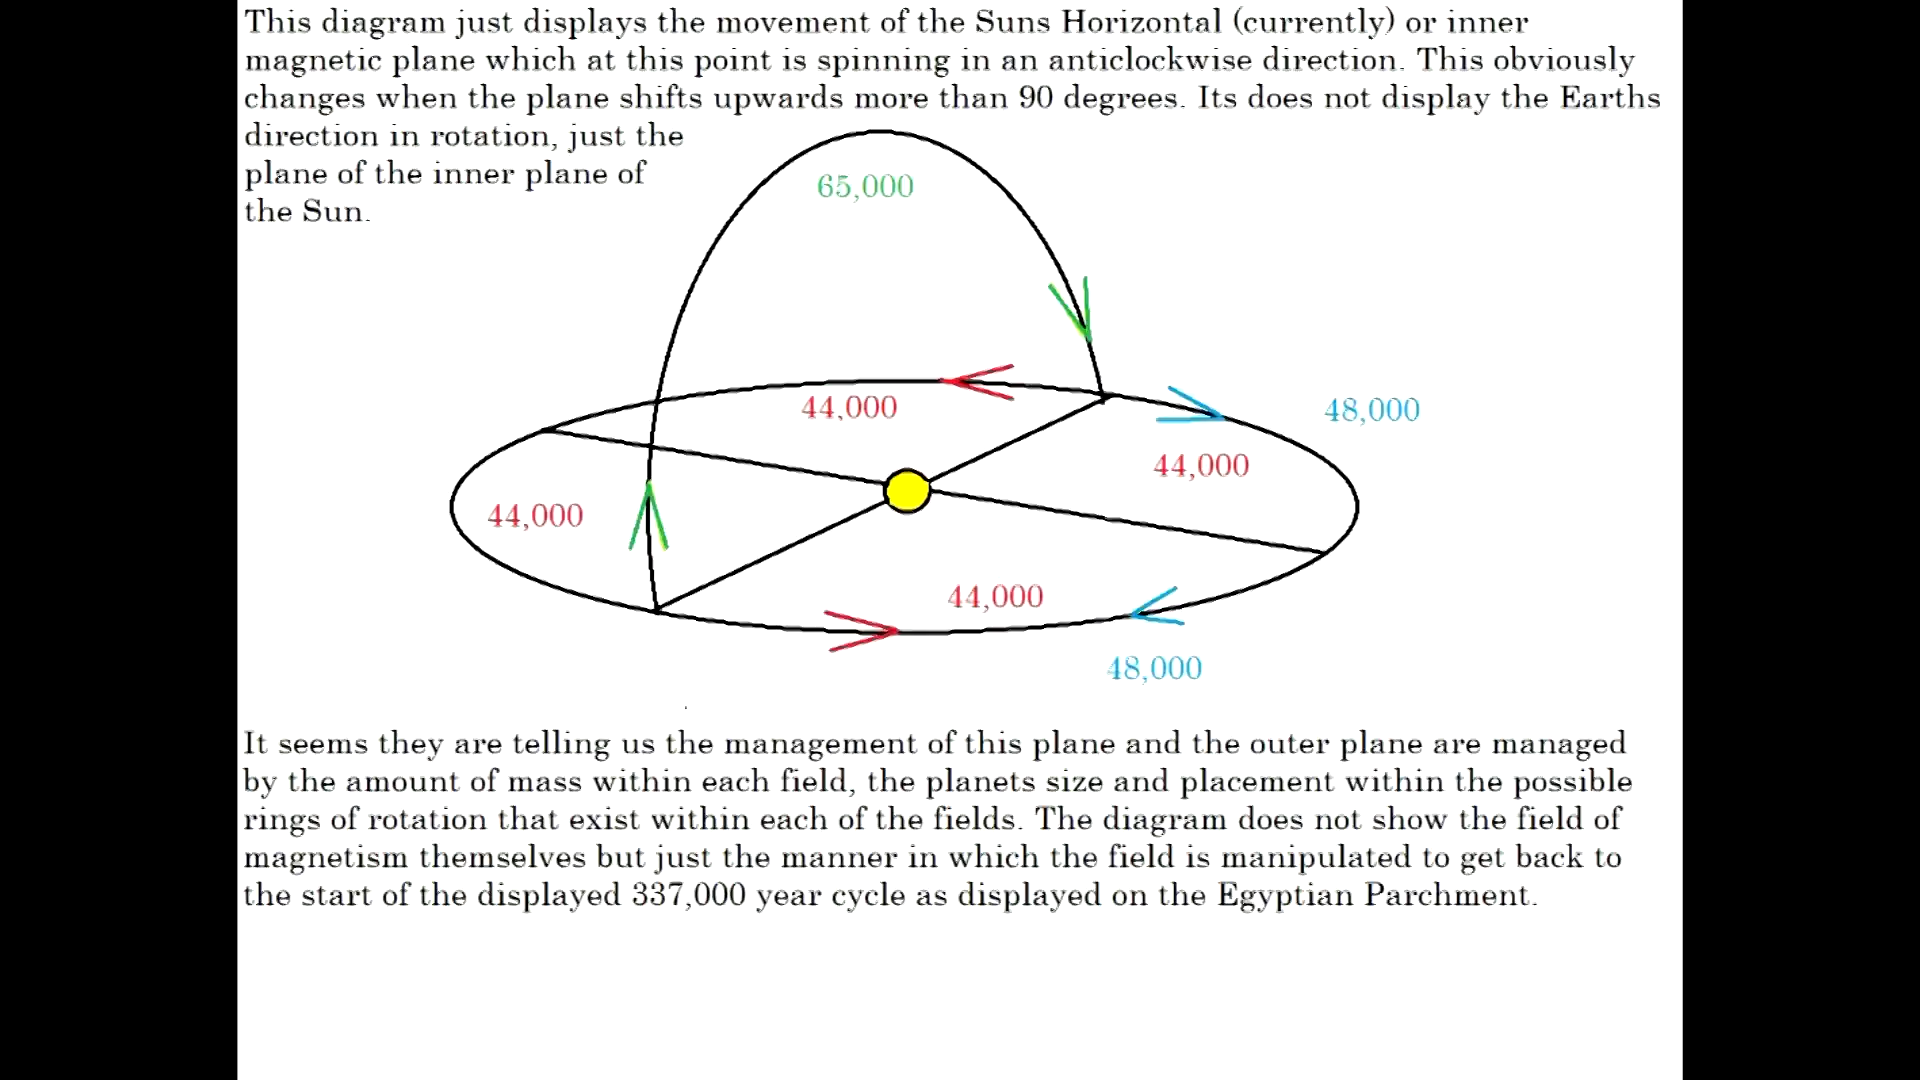 This diagram just displays the movement of the Suns Horizontal (currently) or inner
magnetic plane which at this point is spinning in an anticlockwise direction. This obviously
changes when the plane shifts upwards more than 90 degrees. Its does not display the Earths
direction in rotation, just the
plane of the inner plane of
the Sun.
65,000
44,000
48,000
44,000
44,000
44,000
48,000
It seems they are telling us the management of this plane and the outer plane are managed
by the amount of mass within each field, the planets size and placement within the possible
rings of rotation that exist within each of the fields. The diagram does not show the field of
magnetism themselves but just the manner in which the field is manipulated to get back to
the start of the displayed 337,000 year cycle as displayed on the Egyptian Parchment.